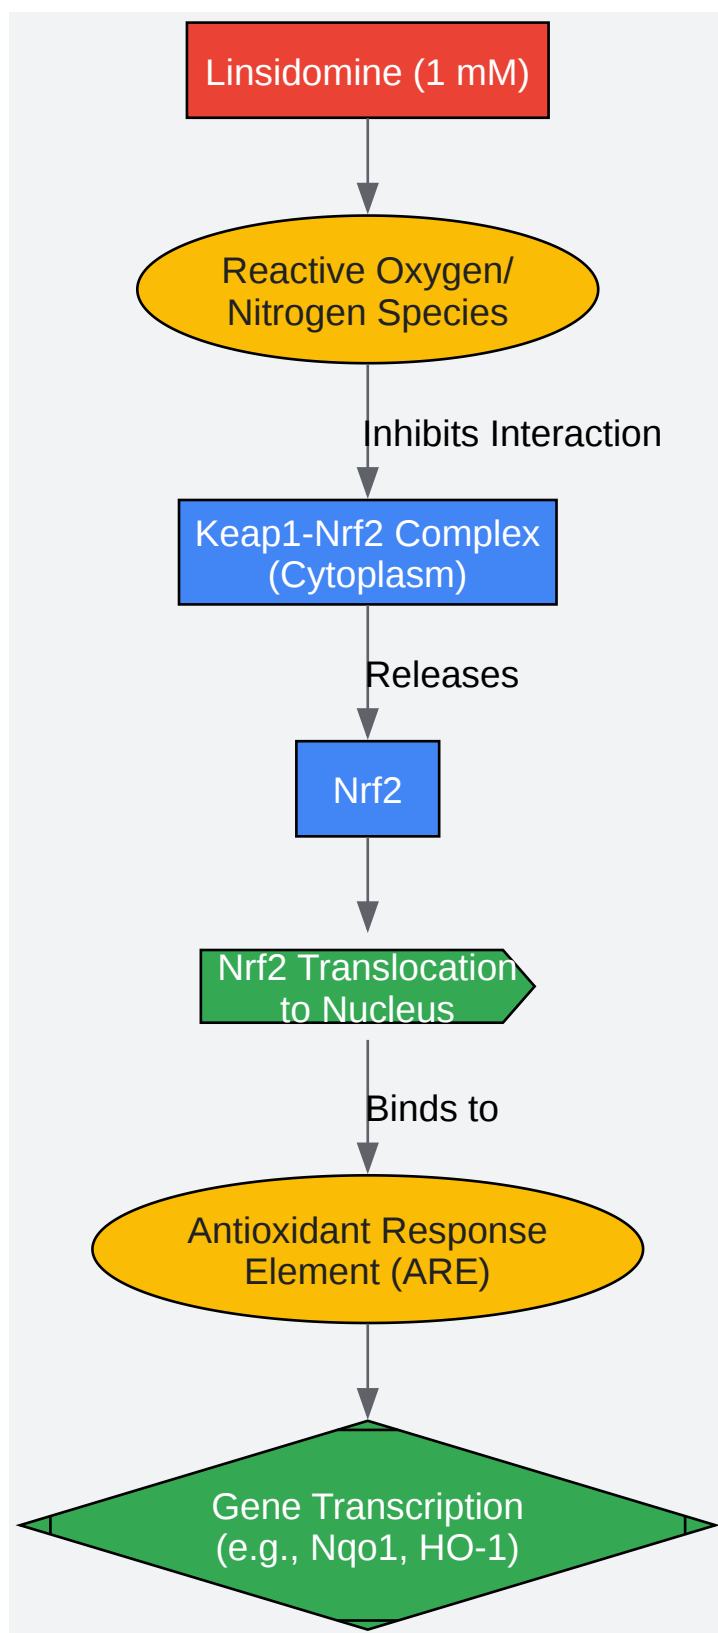 Linsidomine (1 mM)
Reactive Oxygen/
Nitrogen Species
Inhibits Interaction
Keap1-Nrf2 Complex
(Cytoplasm)
Releases
Nrf2
Nrf2 Translocation
to Nucleus
Binds to
Antioxidant Response
Element (ARE)
Gene Transcription
(e.g., Nqo1, HO-1)